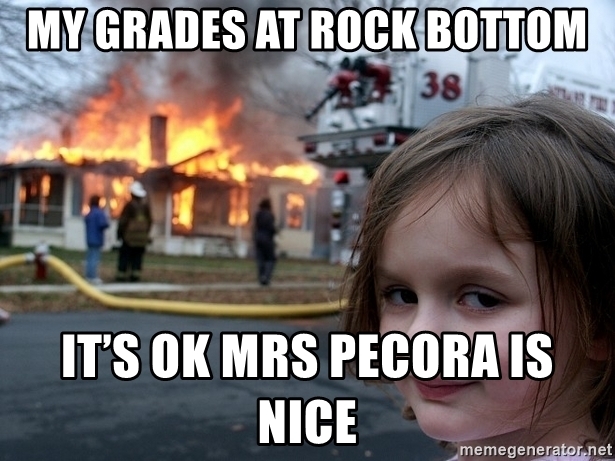 MY GRADES AT ROCK BOTTOM
38
IT’S OK MRS PECORA IS
NICE
memegenerator.net